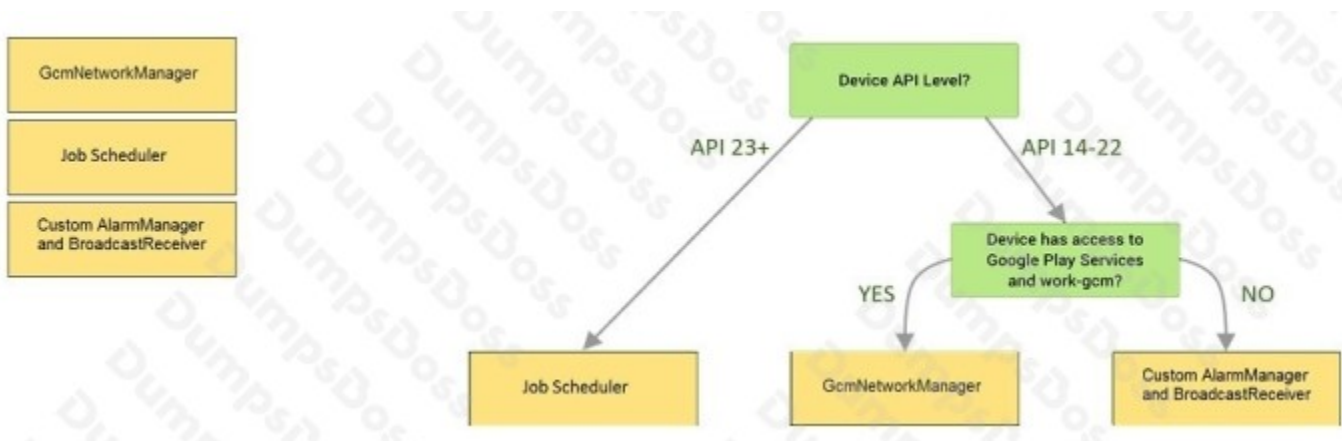 GcmNetworkManager
Job Scheduler
Custom AlarmManager
and BroadcastReceiver
Device API Level?
API 23+
API 14-22
Device has access to
Google Play Services
and work-gcm?
YES
NO
Job Scheduler
GcmNetworkManager
Custom AlarmManager
and BroadcastReceiver
DumpsDoss